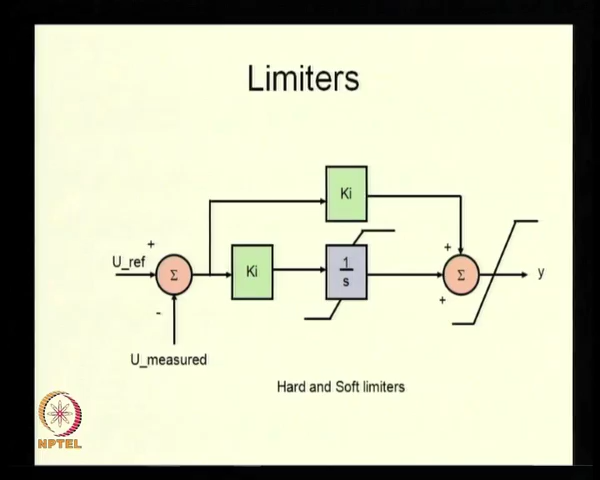 Limiters
Ki
+
U_ref
Σ
-
U_measured
Ki
1
s
+
Σ
+
y
Hard and Soft limiters
NPTEL